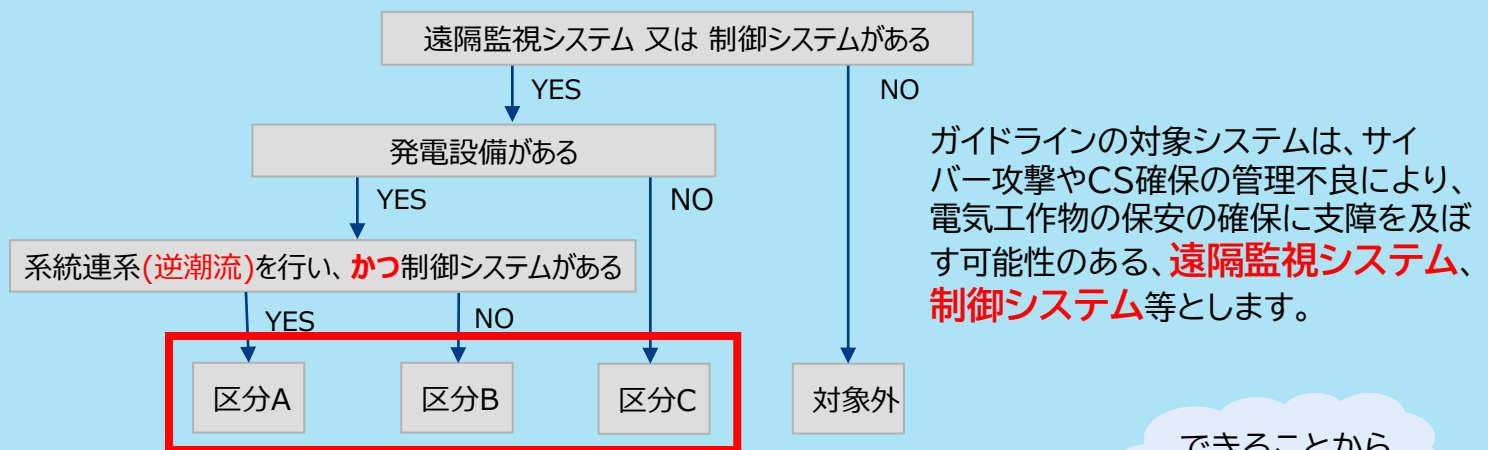 遠隔監視システム 又は 制御システムがある
YES
NO
発電設備がある
YES
NO
系統連系(逆潮流)を行い、かつ制御システムがある
YES
NO
区分A
区分B
区分C
対象外
ガイドラインの対象システムは、サイ
バー攻撃やCS確保の管理不良により、
電気工作物の保安の確保に支障を及ぼ
す可能性のある、遠隔監視システム、
制御システム等とします。
できることから